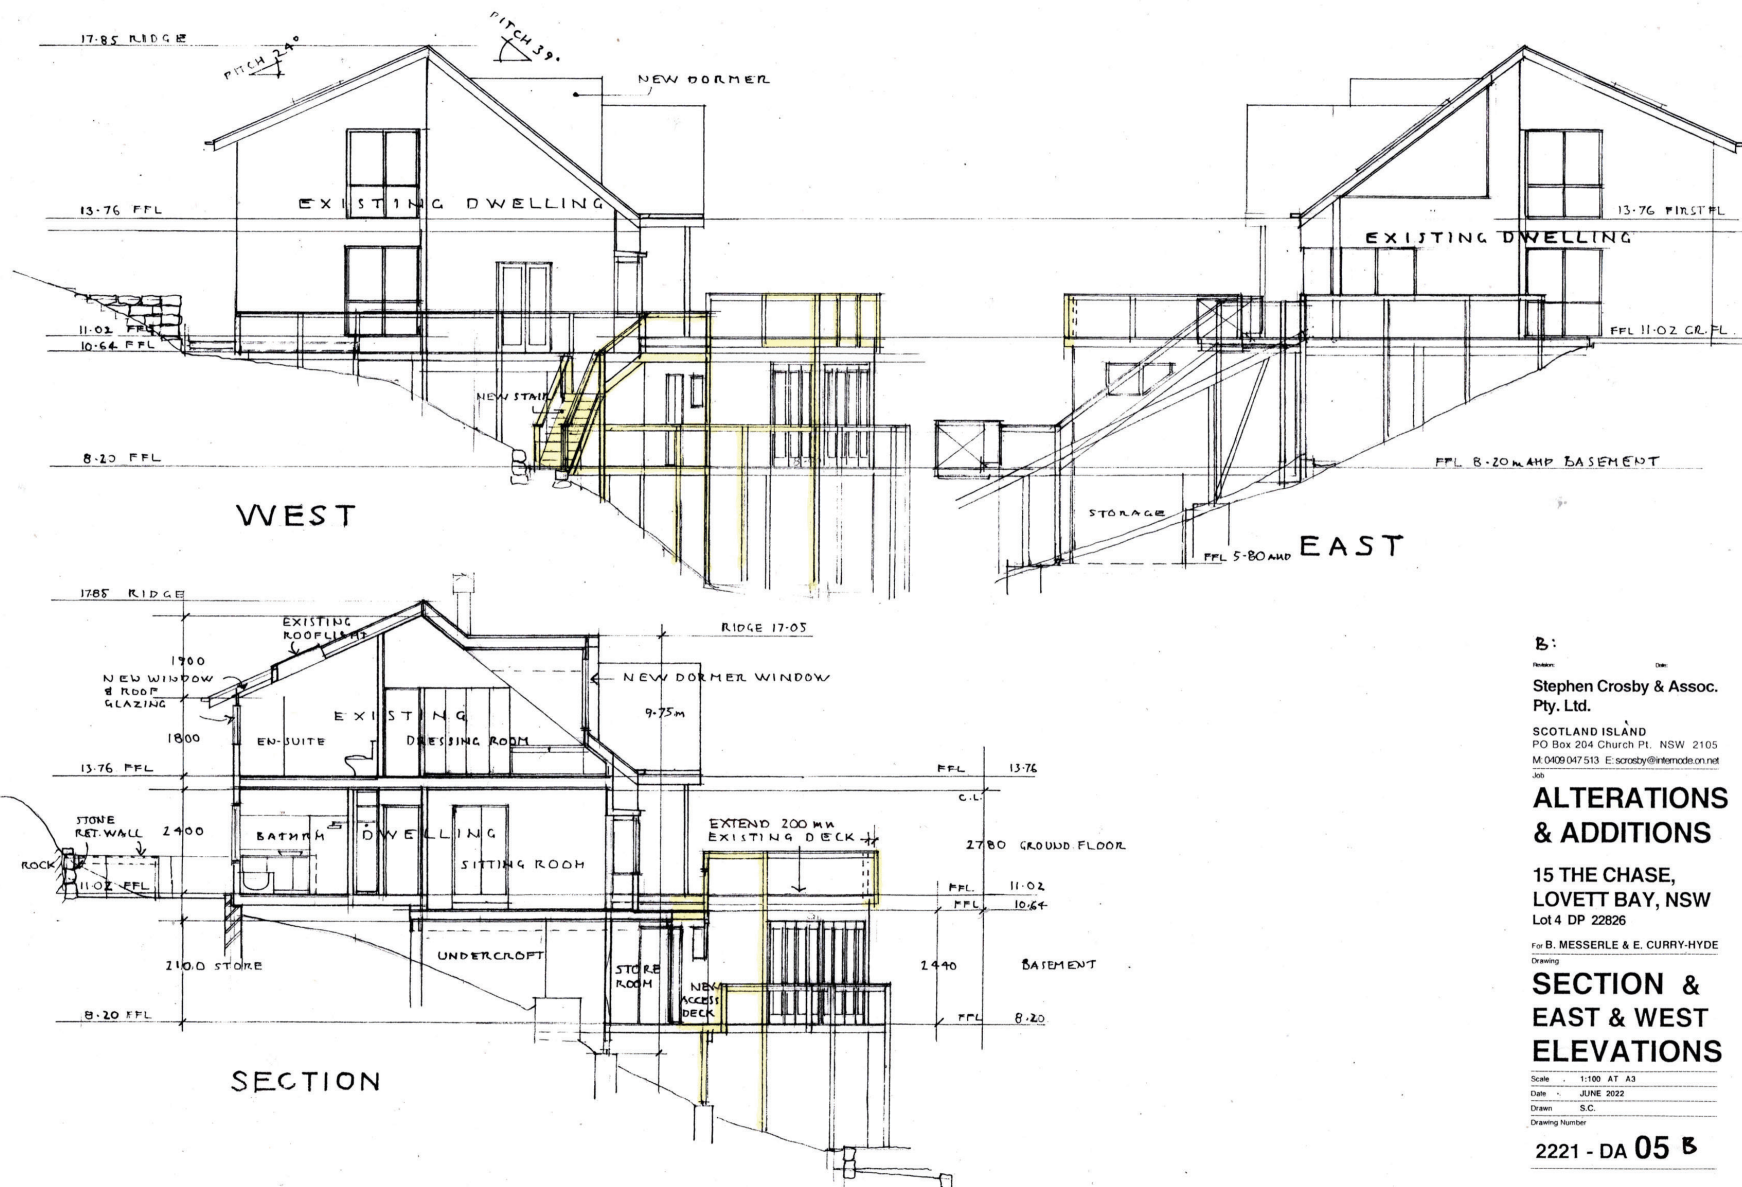 17.85 RIDGE
PITCH 24°
PITCH 39°
NEW DORMER
EXISTING DWELLING
13.76 FFL
11.02 FFL
10.64 FFL
NEW STAIR
8.20 FFL
WEST
13.76 FIRST FL
EXISTING DWELLING
FFL 11.02 GR. FL.
FFL 8.20 m AHD BASEMENT
STORAGE
FFL 5.80 AHD
EAST
17.85 RIDGE
EXISTING
ROOFLIGHT
RIDGE 17.05
1900
NEW WINDOW
& ROOF
GLAZING
NEW DORMER WINDOW
9.75m
EXISTING
1800
EN-SUITE
DRESSING ROOM
13.76 FFL
FFL 13.76
C.L.
STONE
RET. WALL
2400
BATHRM
DWELLING
SITTING ROOM
EXTEND 200 mm
EXISTING DECK
2780 GROUND FLOOR
ROCK
11.02 FFL
FFL 11.02
FFL 10.64
UNDERCROFT
2100 STORE
STORE
ROOM
NEW
ACCESS
DECK
2440
BASEMENT
8.20 FFL
FFL 8.20
SECTION
B:
Revision: Date:
Stephen Crosby & Assoc.
Pty. Ltd.
SCOTLAND ISLAND
PO Box 204 Church Pt. NSW 2105
M: 0409 047 513 E: scrosby@internode.on.net
Job
ALTERATIONS
& ADDITIONS
15 THE CHASE,
LOVETT BAY, NSW
Lot 4 DP 22826
For B. MESSERLE & E. CURRY-HYDE
Drawing
SECTION &
EAST & WEST
ELEVATIONS
Scale 1:100 AT A3
Date JUNE 2022
Drawn S.C.
Drawing Number
2221 - DA 05 B